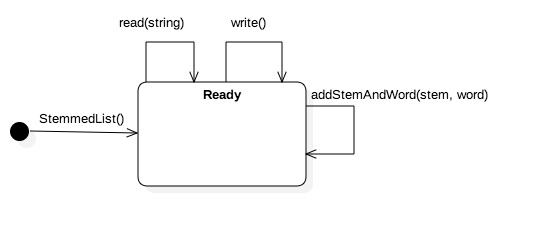 read(string)
write()
Ready
addStemAndWord(stem, word)
StemmedList()